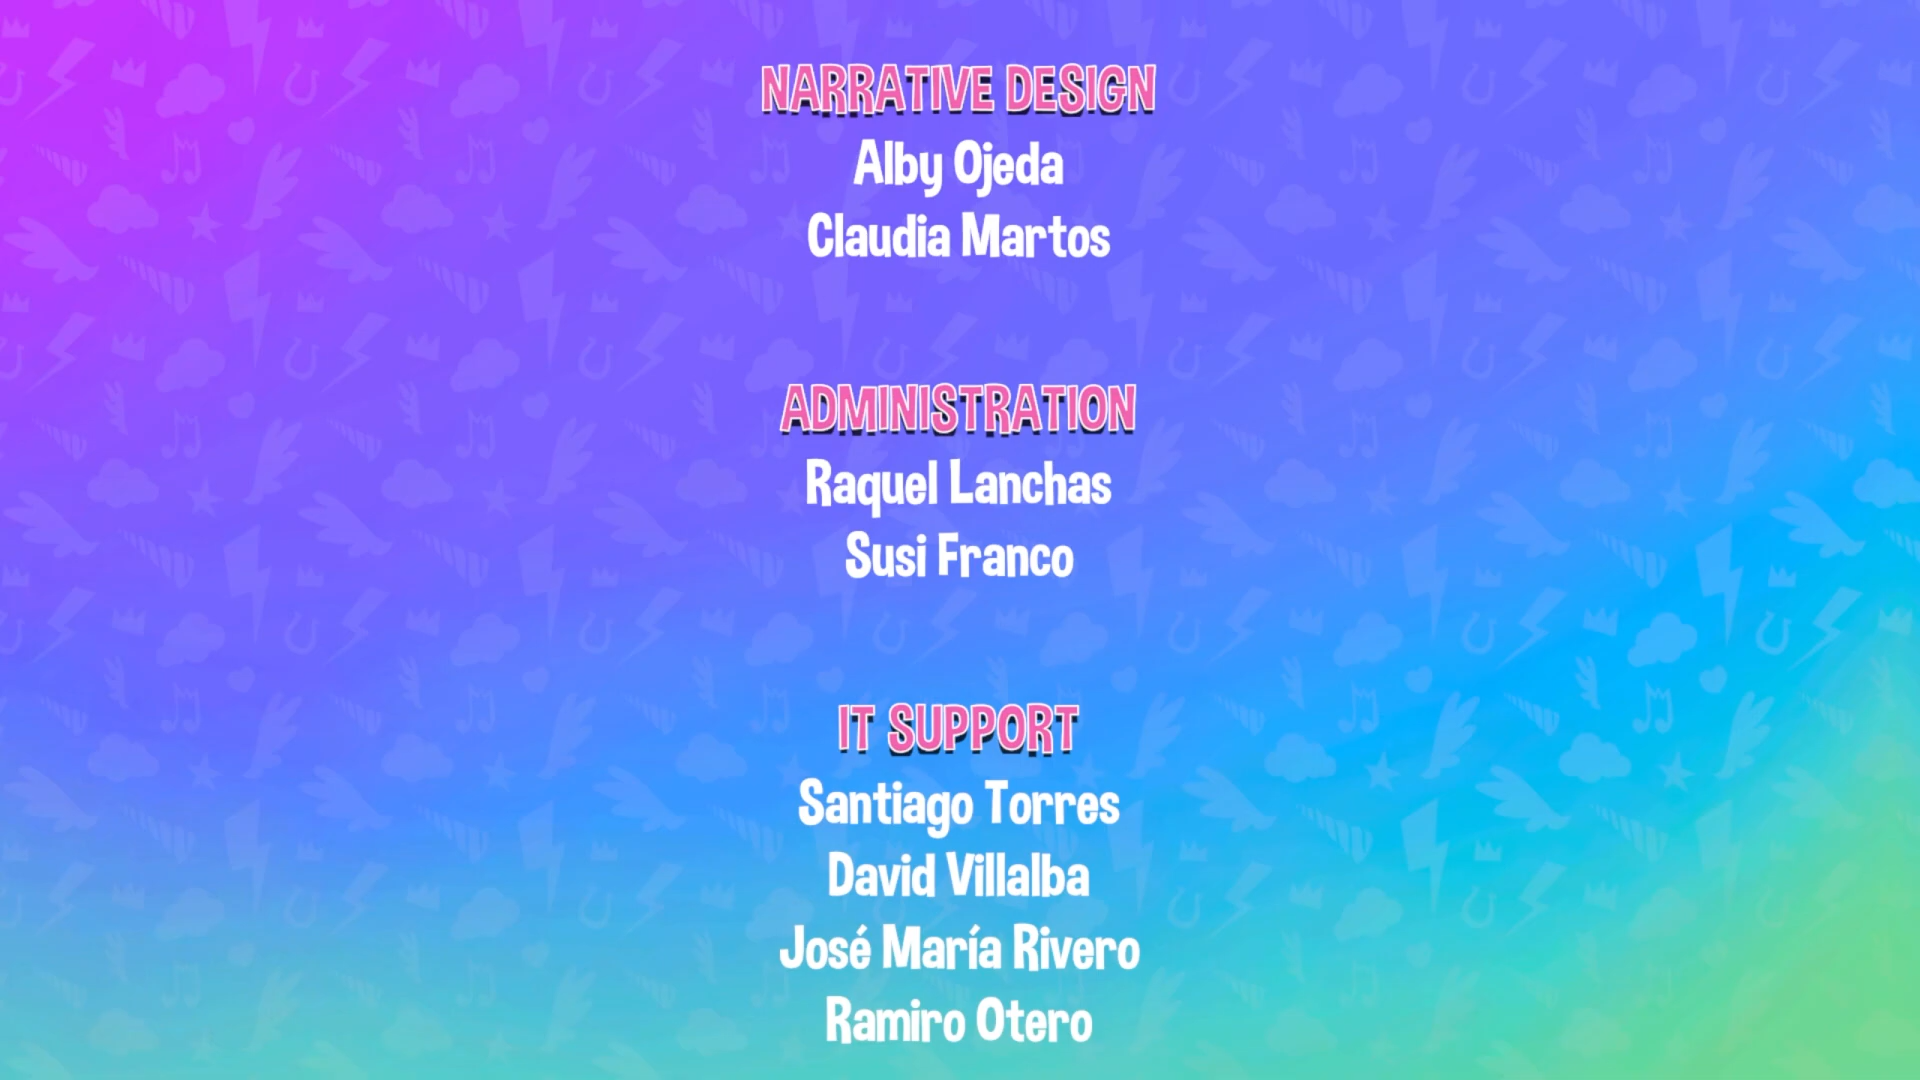 NARRATIVE DESIGN
Alby Ojeda
Claudia Martos
ADMINISTRATION
Raquel Lanchas
Susi Franco
IT SUPPORT
Santiago Torres
David Villalba
José María Rivero
Ramiro Otero